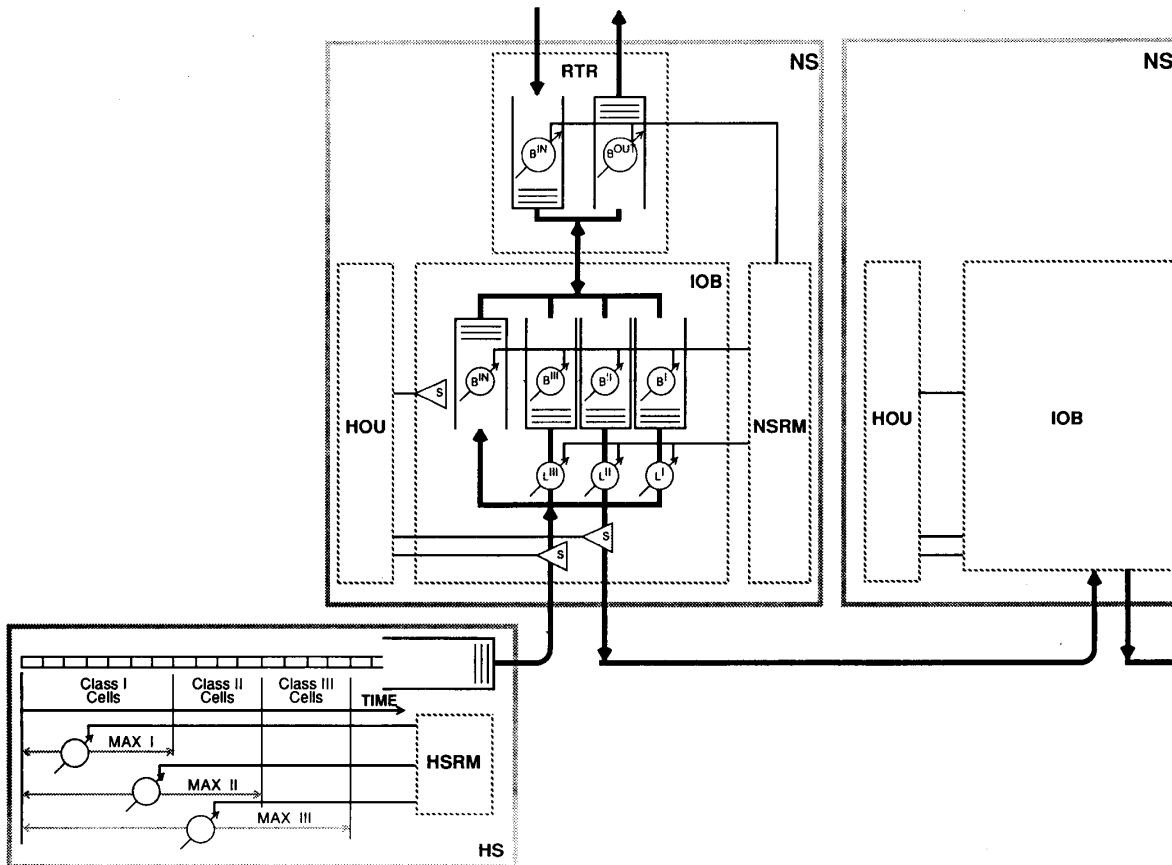 NS
NS
RTR
B^IN
B^OUT
IOB
B^IN
B^III
B^II
B^I
S
HOU
NSRM
HOU
IOB
L^III
L^II
L^I
S
S
Class I
Cells
Class II
Cells
Class III
Cells
TIME
MAX I
MAX II
MAX III
HSRM
HS